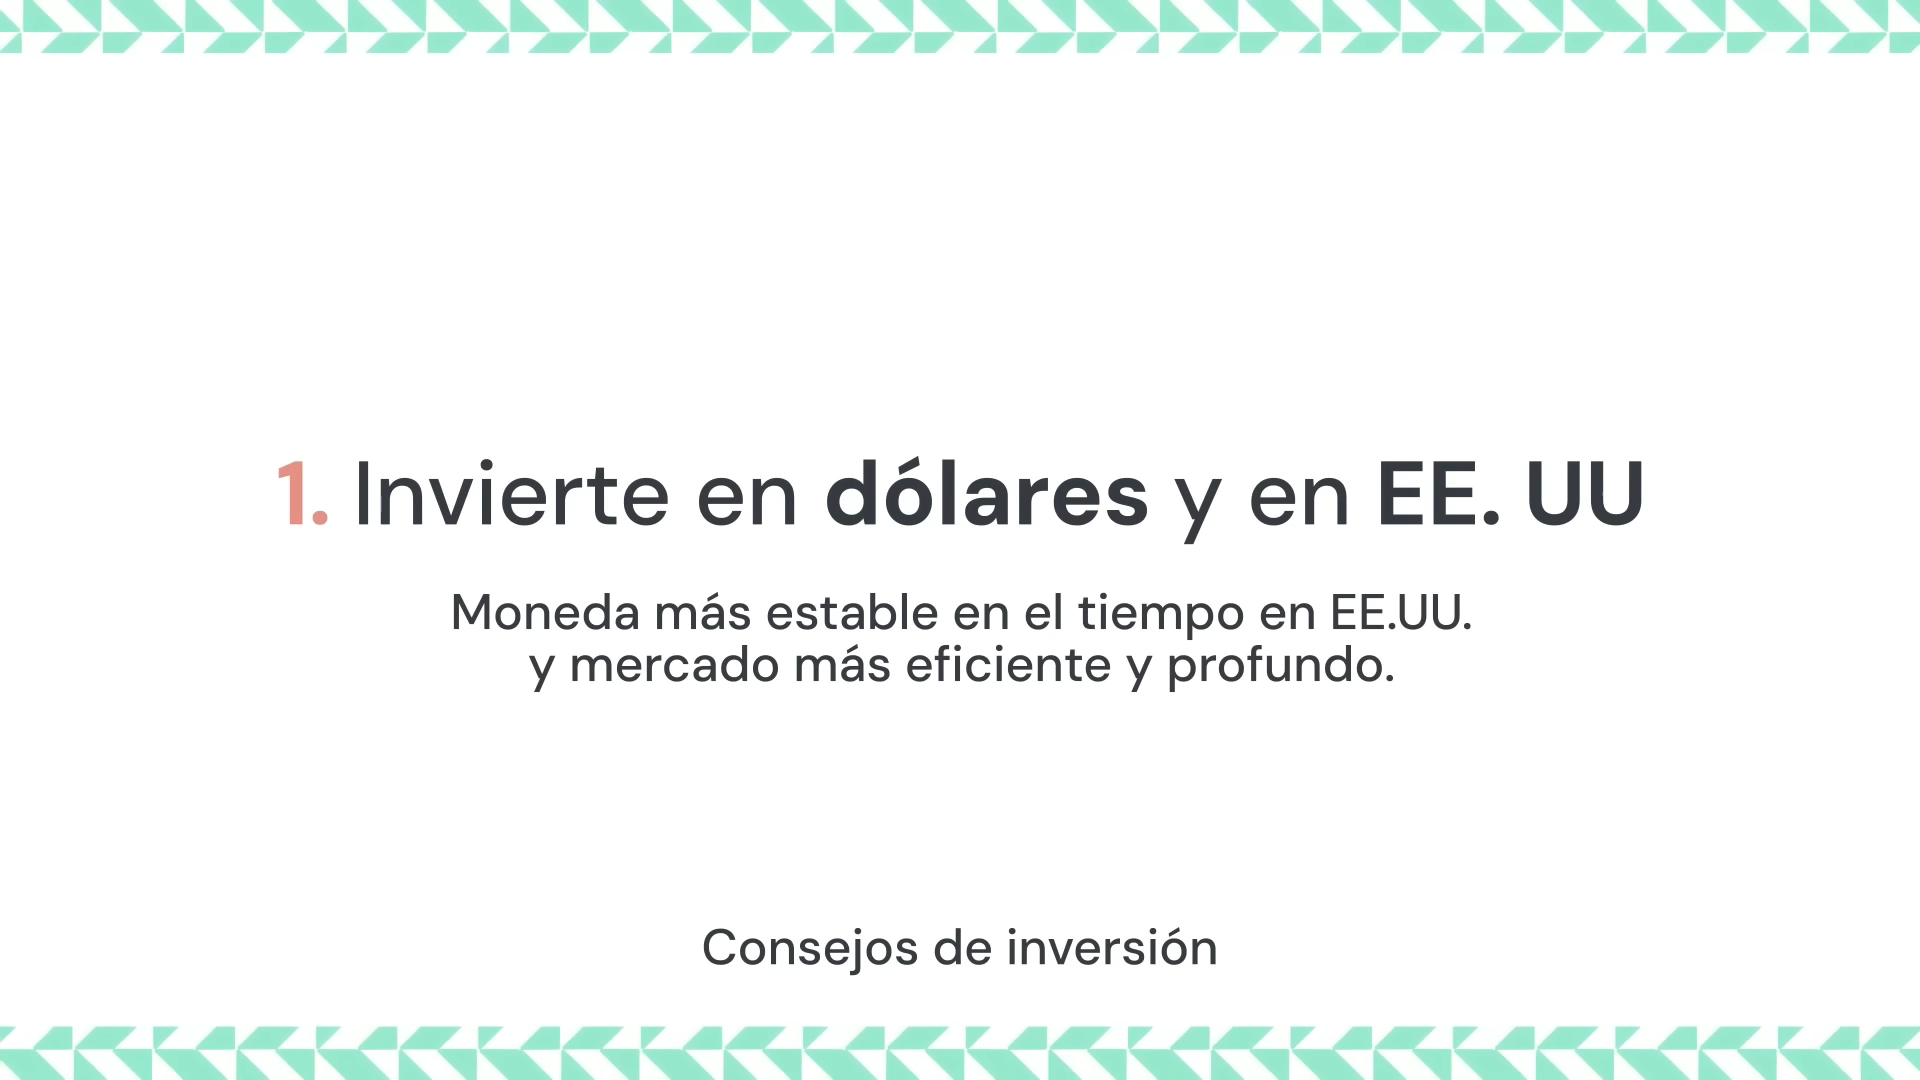 1. Invierte en dólares y en EE. UU
Moneda más estable en el tiempo en EE.UU.
y mercado más eficiente y profundo.
Consejos de inversión